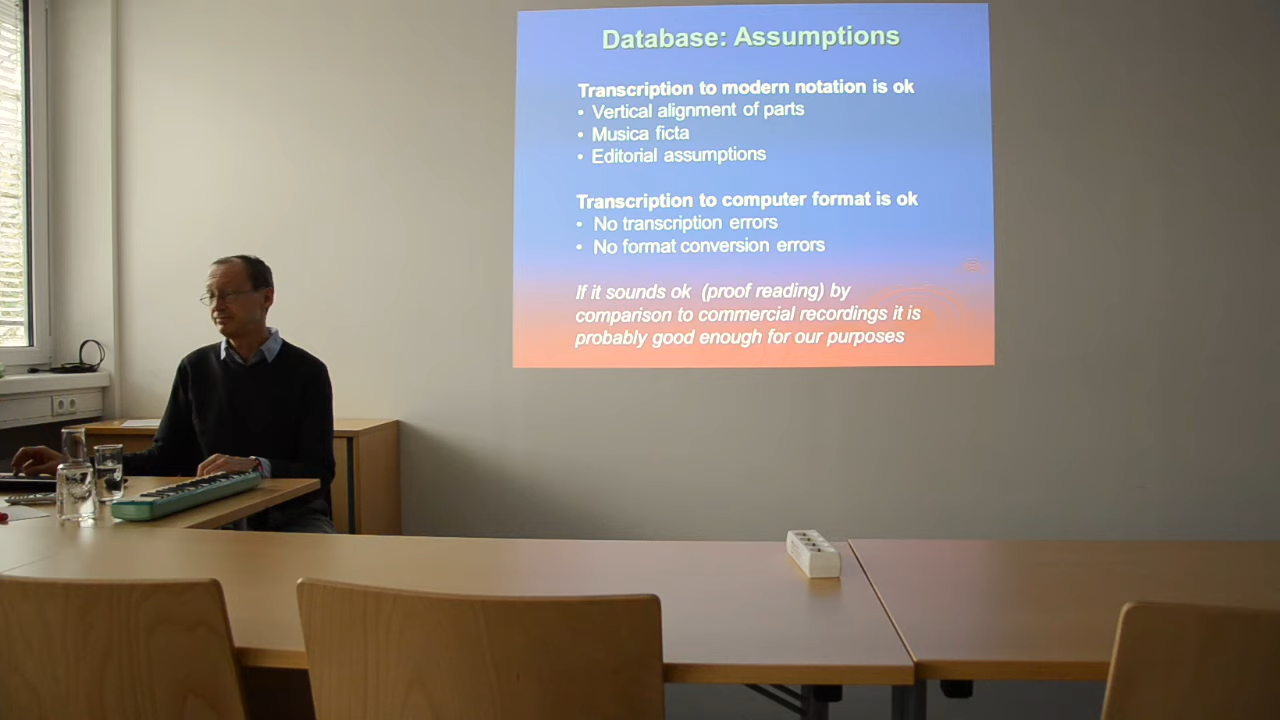 Database: Assumptions
Transcription to modern notation is ok
• Vertical alignment of parts
• Musica ficta
• Editorial assumptions
Transcription to computer format is ok
• No transcription errors
• No format conversion errors
If it sounds ok (proof reading) by
comparison to commercial recordings it is
probably good enough for our purposes